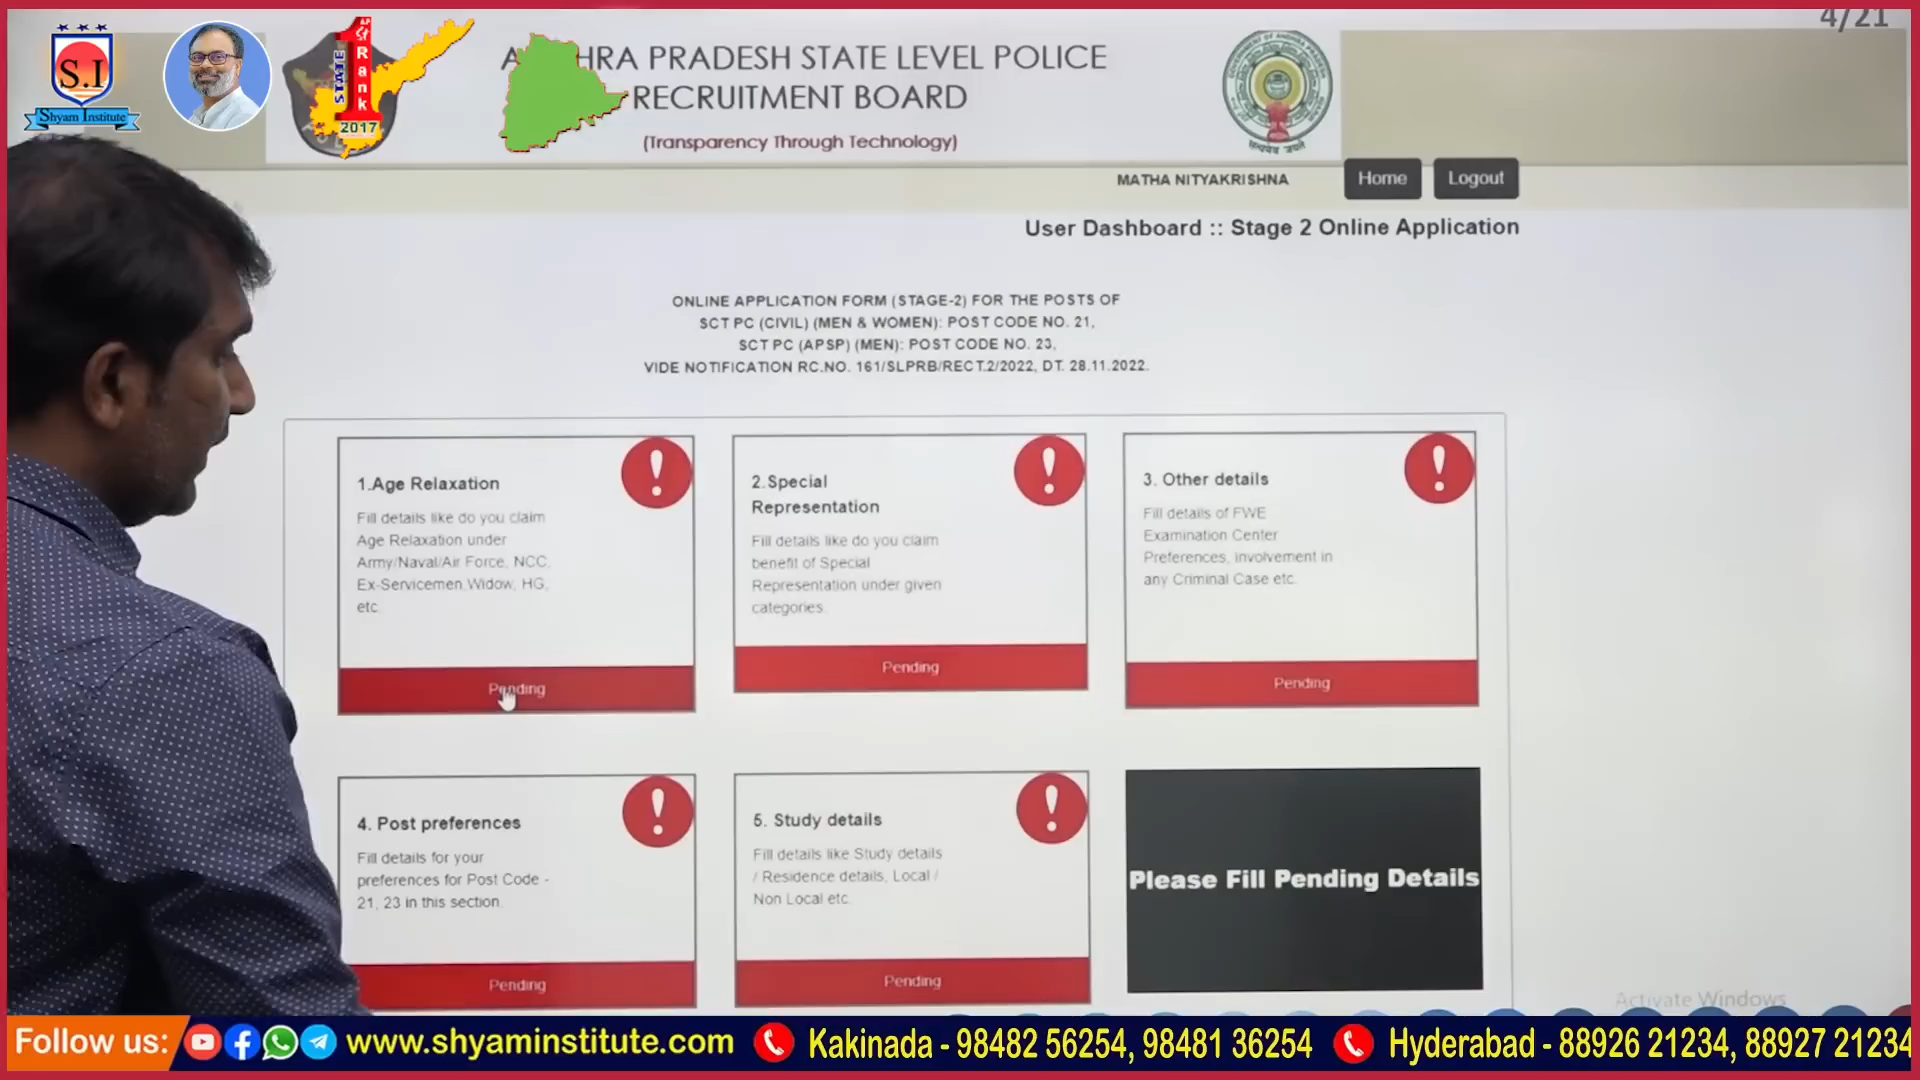 4/21
S.I
Shyam Institute
STATE
1
AP
Rank
2017
HRA PRADESH STATE LEVEL POLICE
RECRUITMENT BOARD
(Transparency Through Technology)
सत्यमेव जयते
MATHA NITYAKRISHNA
Home
Logout
User Dashboard :: Stage 2 Online Application
ONLINE APPLICATION FORM (STAGE-2) FOR THE POSTS OF
SCT PC (CIVIL) (MEN & WOMEN): POST CODE NO. 21,
SCT PC (APSP) (MEN): POST CODE NO. 23,
VIDE NOTIFICATION RC.NO. 161/SLPRB/RECT.2/2022, DT. 28.11.2022.
1.Age Relaxation
Fill details like do you claim
Age Relaxation under
Army/Naval/Air Force, NCC,
Ex-Servicemen,Widow, HG,
etc.
Pending
2.Special
Representation
Fill details like do you claim
benefit of Special
Representation under given
categories.
Pending
3. Other details
Fill details of FWE
Examination Center
Preferences, involvement in
any Criminal Case etc.
Pending
4. Post preferences
Fill details for your
preferences for Post Code -
21, 23 in this section.
Pending
5. Study details
Fill details like Study details
/ Residence details, Local /
Non Local etc.
Pending
Please Fill Pending Details
Activate Windows
Follow us:
www.shyaminstitute.com
Kakinada - 98482 56254, 98481 36254
Hyderabad - 88926 21234, 88927 21234